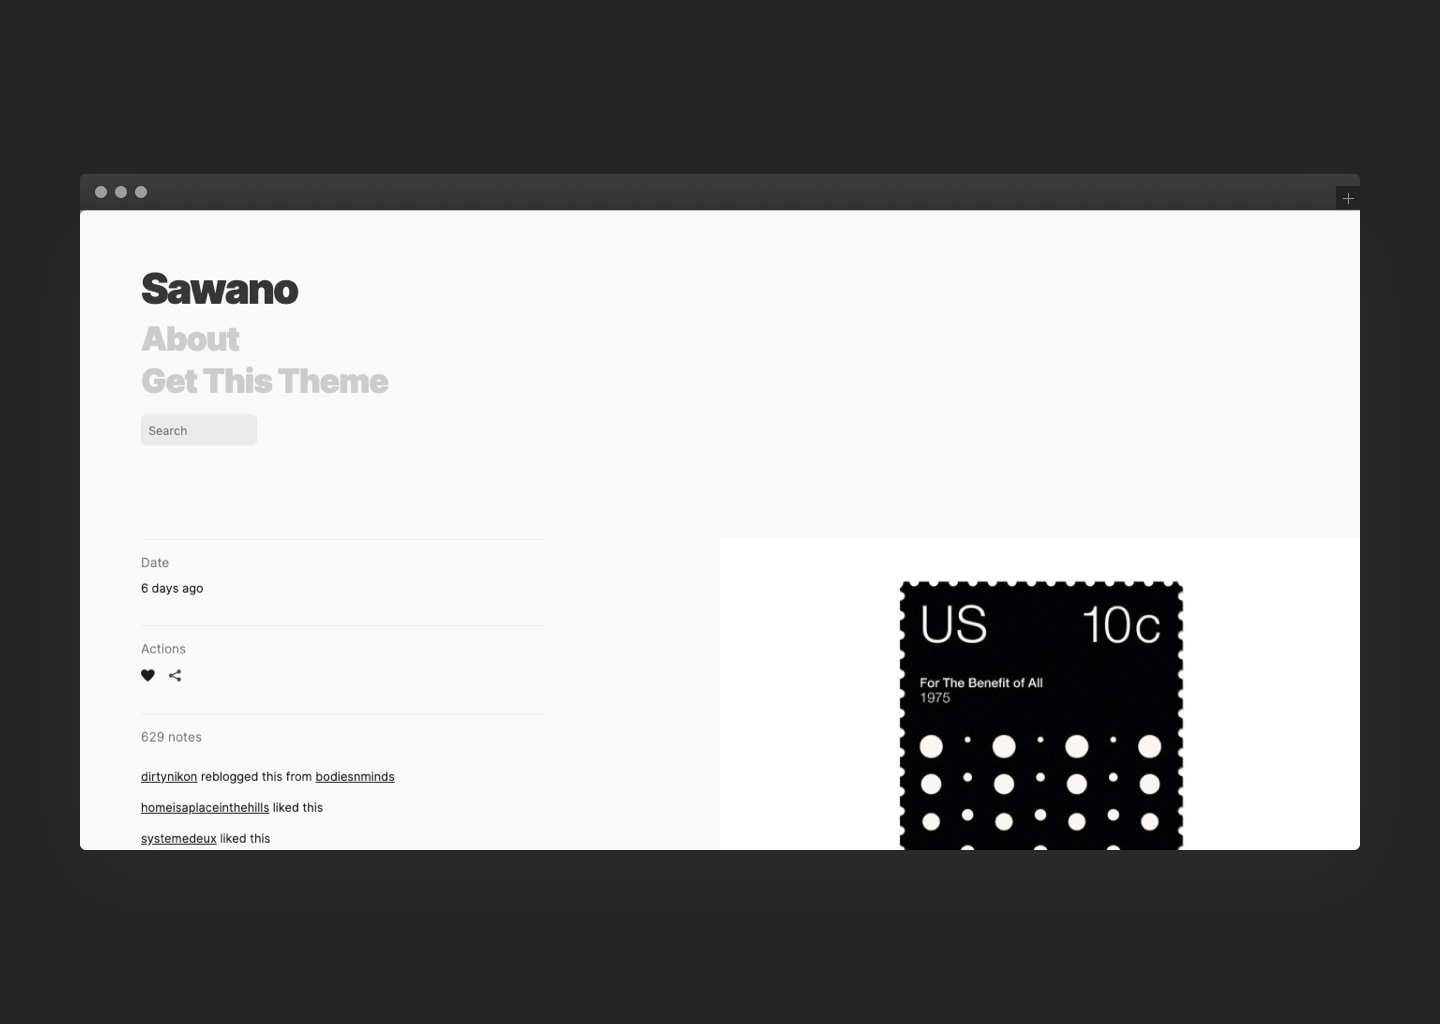 Sawano
About
Get This Theme
Search
Date
6 days ago
Actions
629 notes
dirtynikon reblogged this from bodiesnminds
homeisaplaceinthehills liked this
systemedeux liked this
US 10c
For The Benefit of All
1975